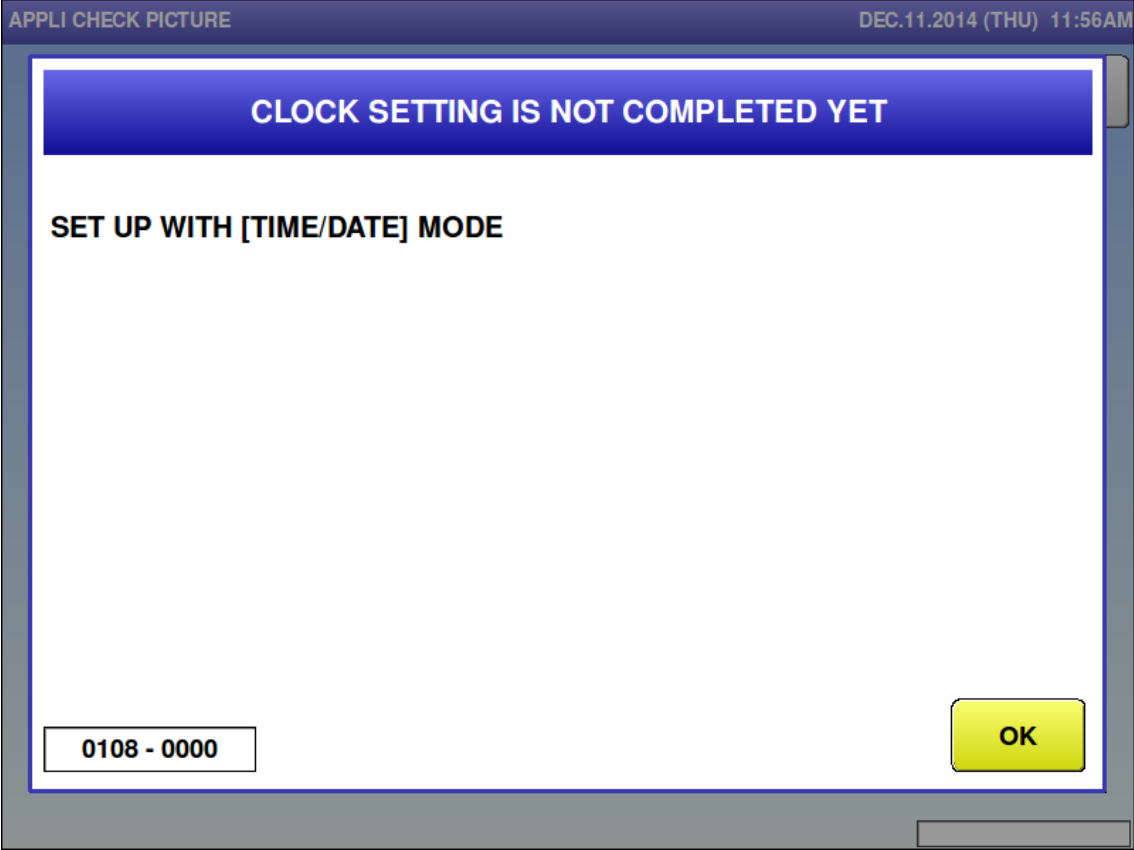 APPLI CHECK PICTURE
DEC.11.2014 (THU) 11:56AM
CLOCK SETTING IS NOT COMPLETED YET
SET UP WITH [TIME/DATE] MODE
0108 - 0000
OK